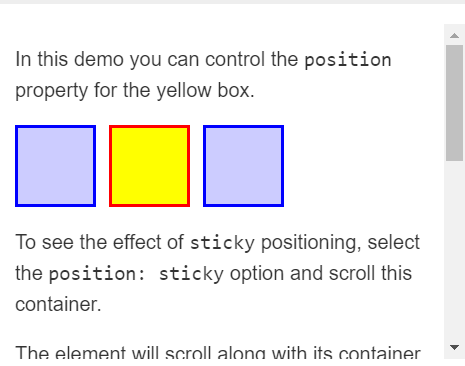 In this demo you can control the position
property for the yellow box.
To see the effect of sticky positioning, select
the position: sticky option and scroll this
container.
The element will scroll along with its container